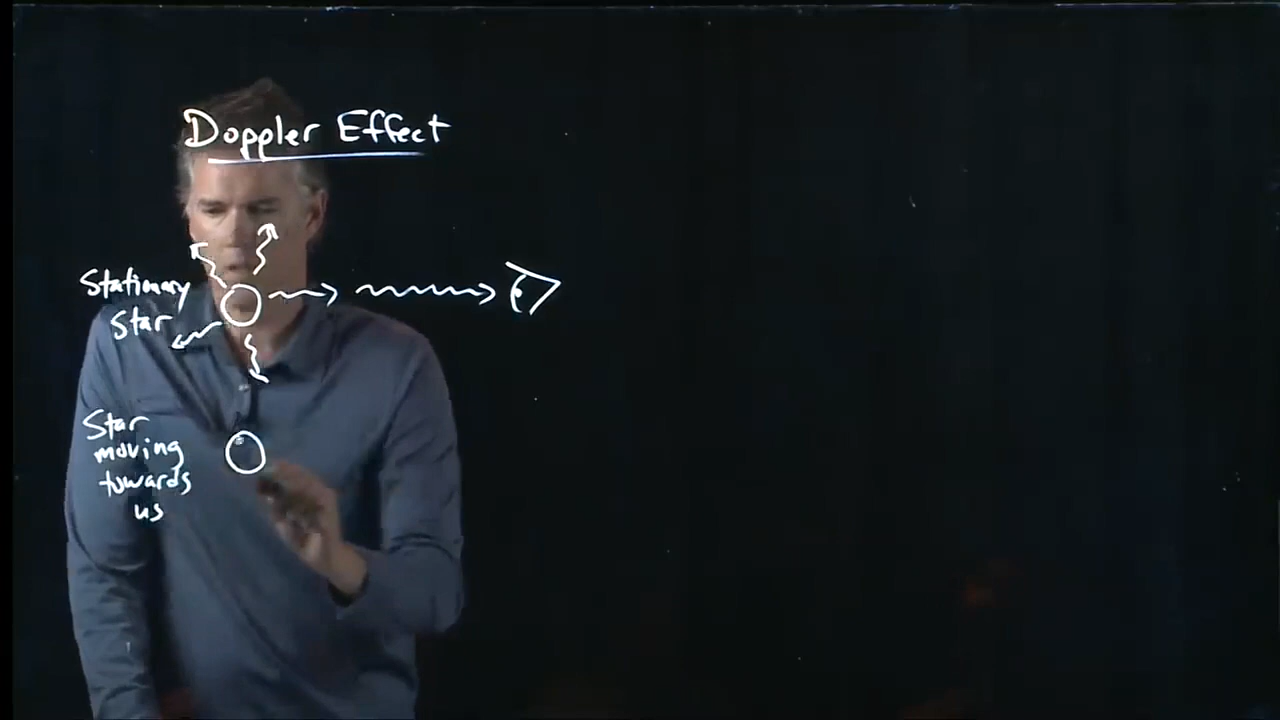 Doppler Effect
Stationary
Star
Star
moving
towards
us